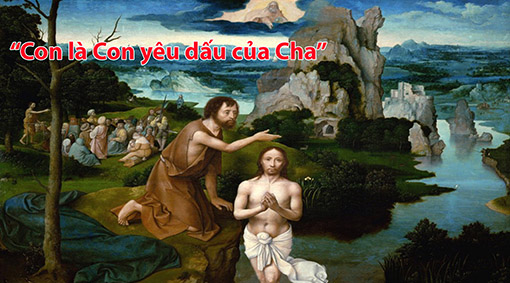 “Con là Con yêu dấu của Cha”